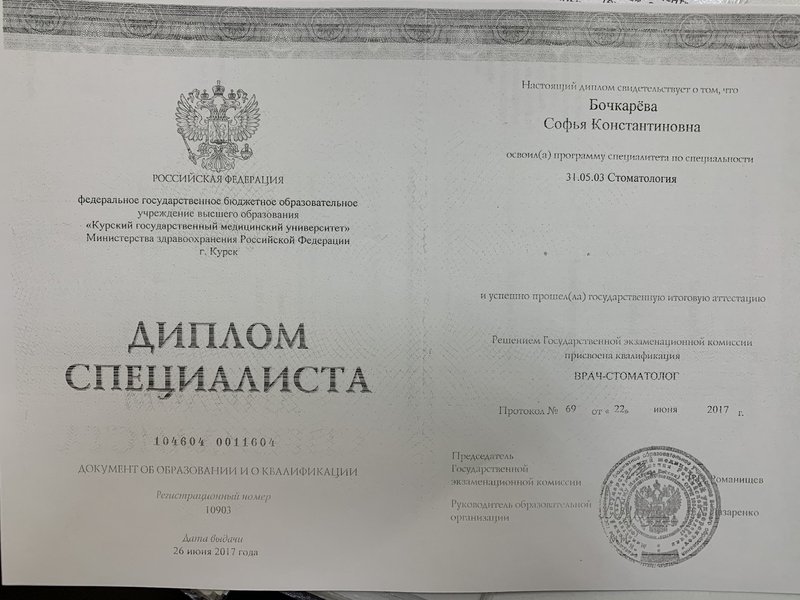 РОССИЙСКАЯ ФЕДЕРАЦИЯ
федеральное государственное бюджетное образовательное
учреждение высшего образования
«Курский государственный медицинский университет»
Министерства здравоохранения Российской Федерации
г. Курск
ДИПЛОМ
СПЕЦИАЛИСТА
104604 0011604
ДОКУМЕНТ ОБ ОБРАЗОВАНИИ И О КВАЛИФИКАЦИИ
Регистрационный номер
10903
Дата выдачи
26 июня 2017 года
Настоящий диплом свидетельствует о том, что
Бочкарёва
Софья Константиновна
освоил(а) программу специалитета по специальности
31.05.03 Стоматология
и успешно прошел(ла) государственную итоговую аттестацию
Решением Государственной экзаменационной комиссии
присвоена квалификация
ВРАЧ-СТОМАТОЛОГ
Протокол № 69 от « 22» июня 2017 г.
Председатель
Государственной
экзаменационной комиссии Романищев
Руководитель образовательной
организации